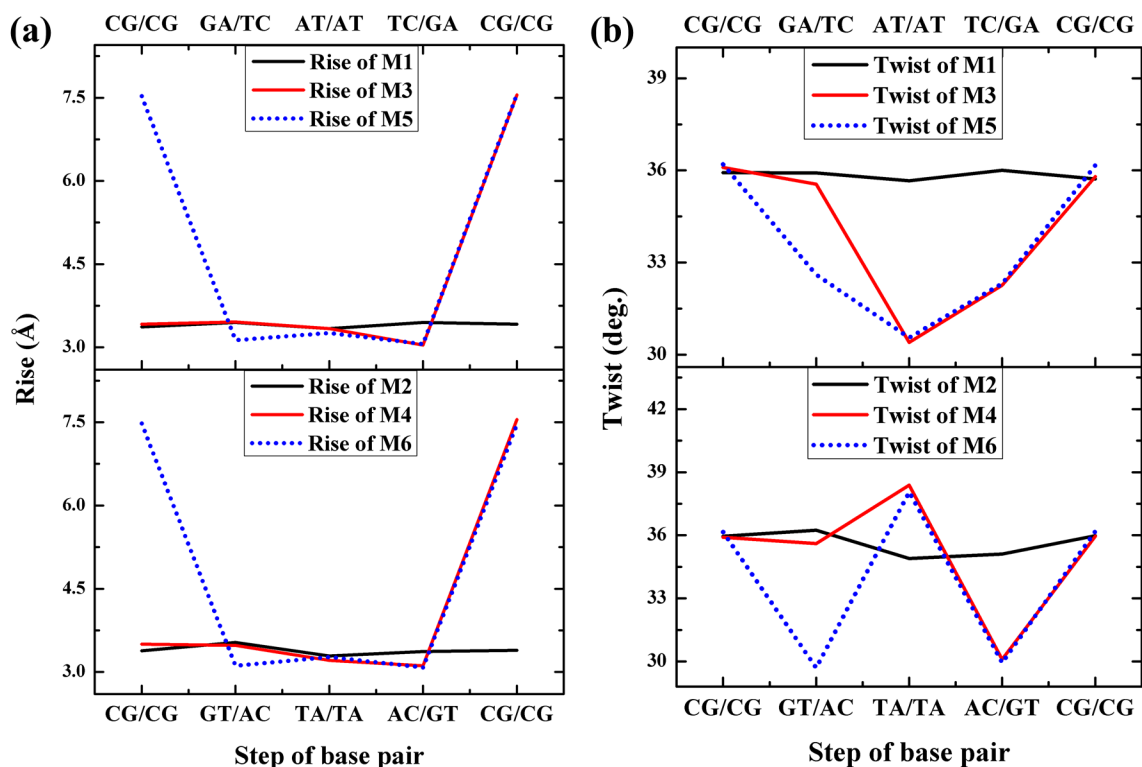 (a)
CG/CG GA/TC AT/AT TC/GA CG/CG
Rise of M1
Rise of M3
Rise of M5
7.5
6.0
4.5
3.0
Rise of M2
Rise of M4
Rise of M6
7.5
6.0
4.5
3.0
Rise (Å)
CG/CG GT/AC TA/TA AC/GT CG/CG
Step of base pair
(b)
CG/CG GA/TC AT/AT TC/GA CG/CG
Twist of M1
Twist of M3
Twist of M5
39
36
33
30
Twist of M2
Twist of M4
Twist of M6
42
39
36
33
30
Twist (deg.)
CG/CG GT/AC TA/TA AC/GT CG/CG
Step of base pair